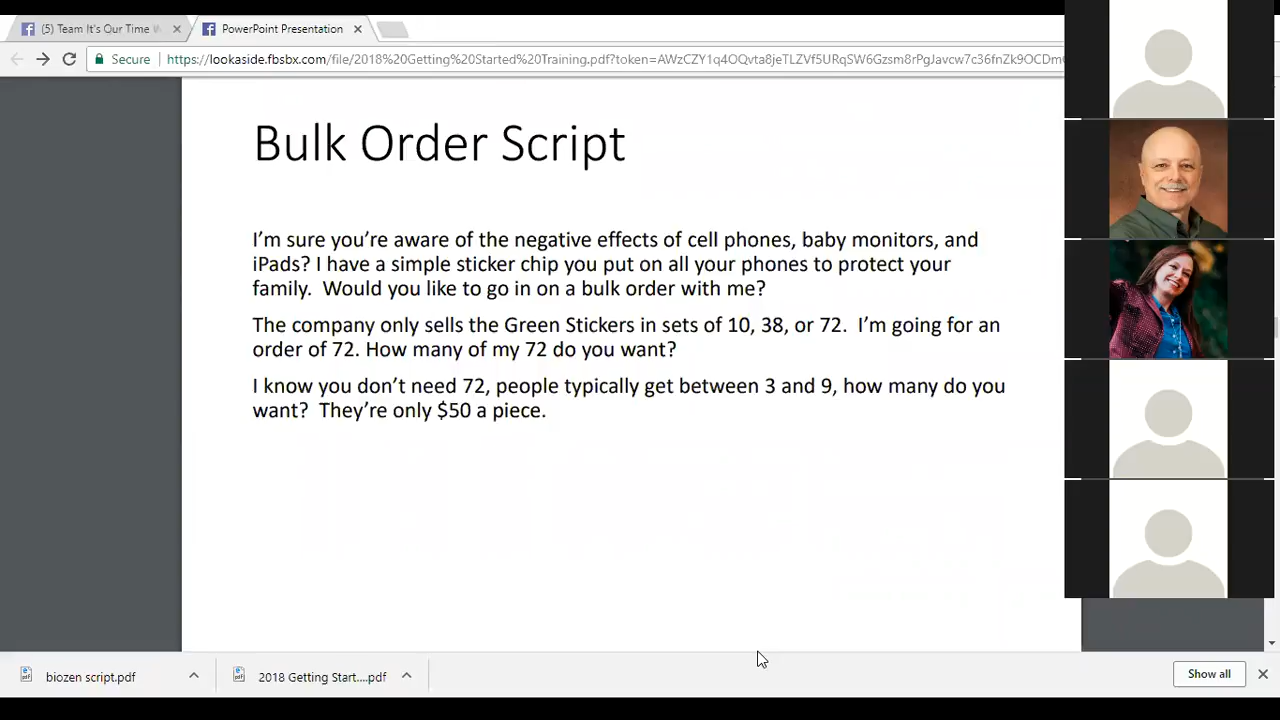 (5) Team It's Our Time
PowerPoint Presentation
Secure
https://lookaside.fbsbx.com/file/2018%20Getting%20Started%20Training.pdf?token=
Bulk Order Script
I'm sure you're aware of the negative effects of cell phones, baby monitors, and
iPads? I have a simple sticker chip you put on all your phones to protect your
family.  Would you like to go in on a bulk order with me?
The company only sells the Green Stickers in sets of 10, 38, or 72.  I'm going for an
order of 72. How many of my 72 do you want?
I know you don't need 72, people typically get between 3 and 9, how many do you
want?  They're only $50 a piece.
biozen script.pdf
2018 Getting Start....pdf
Show all